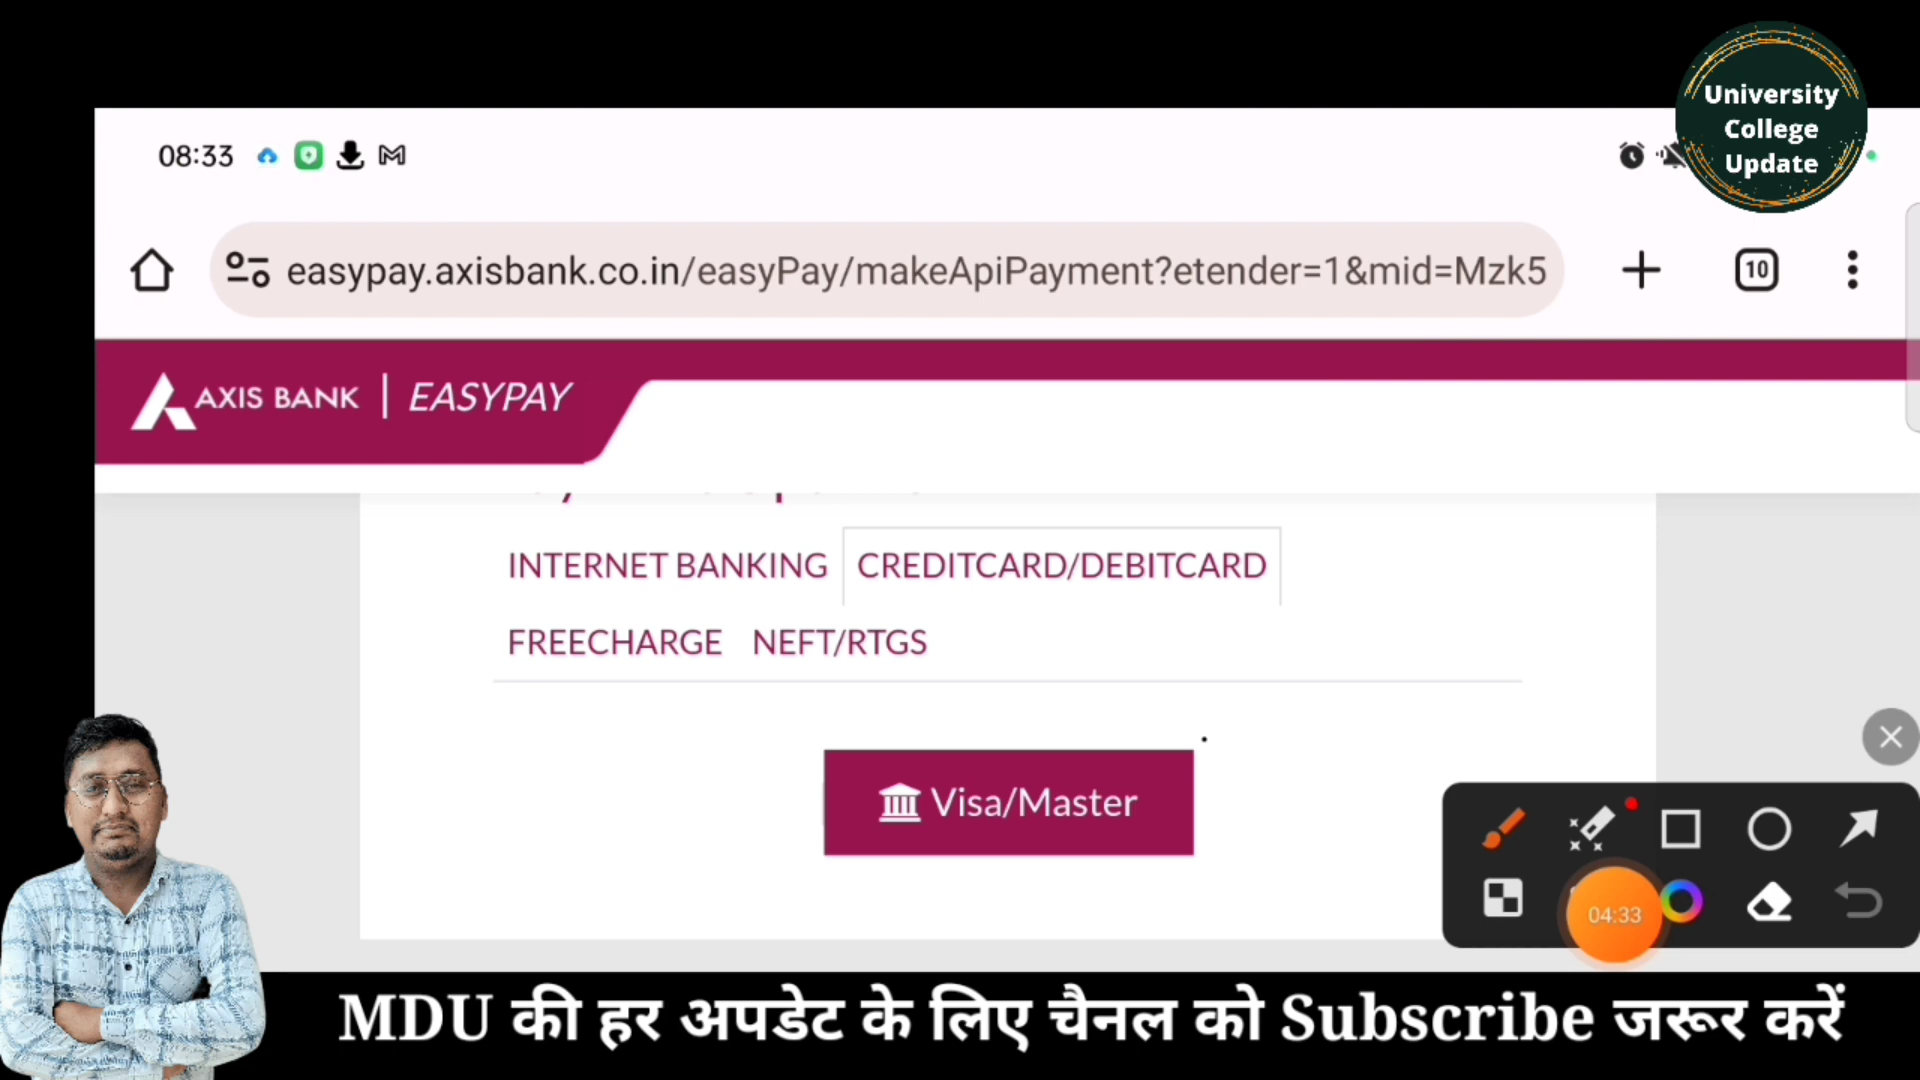 University
College
Update
08:33
easypay.axisbank.co.in/easyPay/makeApiPayment?etender=1&mid=Mzk5
10
AXIS BANK | EASYPAY
INTERNET BANKING CREDITCARD/DEBITCARD
FREECHARGE NEFT/RTGS
Visa/Master
04:33
MDU की हर अपडेट के लिए चैनल को Subscribe जरूर करें